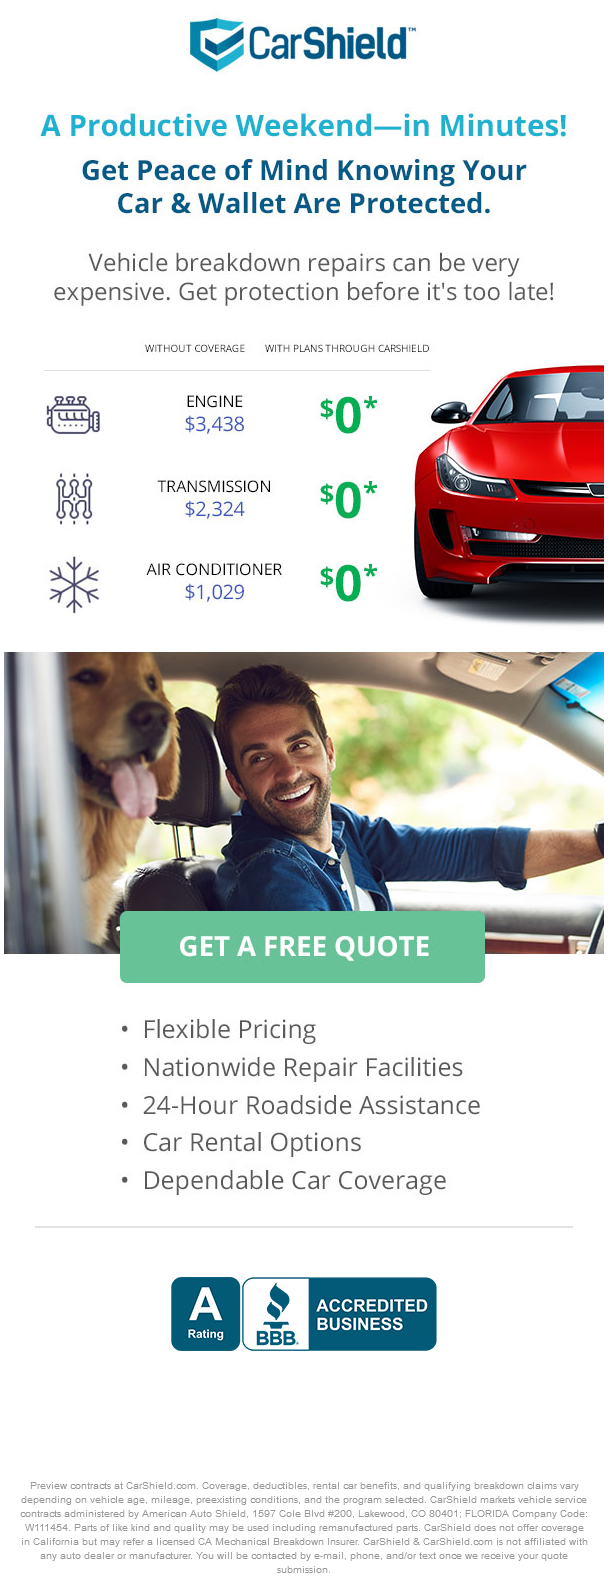 CarShield™
A Productive Weekend—in Minutes!
Get Peace of Mind Knowing Your
Car & Wallet Are Protected.
Vehicle breakdown repairs can be very
expensive. Get protection before it's too late!
WITHOUT COVERAGE WITH PLANS THROUGH CARSHIELD
ENGINE
$3,438 $0*
TRANSMISSION
$2,324 $0*
AIR CONDITIONER
$1,029 $0*
GET A FREE QUOTE
• Flexible Pricing
• Nationwide Repair Facilities
• 24-Hour Roadside Assistance
• Car Rental Options
• Dependable Car Coverage
A
Rating
BBB.
ACCREDITED
BUSINESS
Preview contracts at CarShield.com. Coverage, deductibles, rental car benefits, and qualifying breakdown claims vary
depending on vehicle age, mileage, preexisting conditions, and the program selected. CarShield markets vehicle service
contracts administered by American Auto Shield, 1597 Cole Blvd #200, Lakewood, CO 80401; FLORIDA Company Code:
W111454. Parts of like kind and quality may be used including remanufactured parts. CarShield does not offer coverage
in California but may refer a licensed CA Mechanical Breakdown Insurer. CarShield & CarShield.com is not affiliated with
any auto dealer or manufacturer. You will be contacted by e-mail, phone, and/or text once we receive your quote
submission.